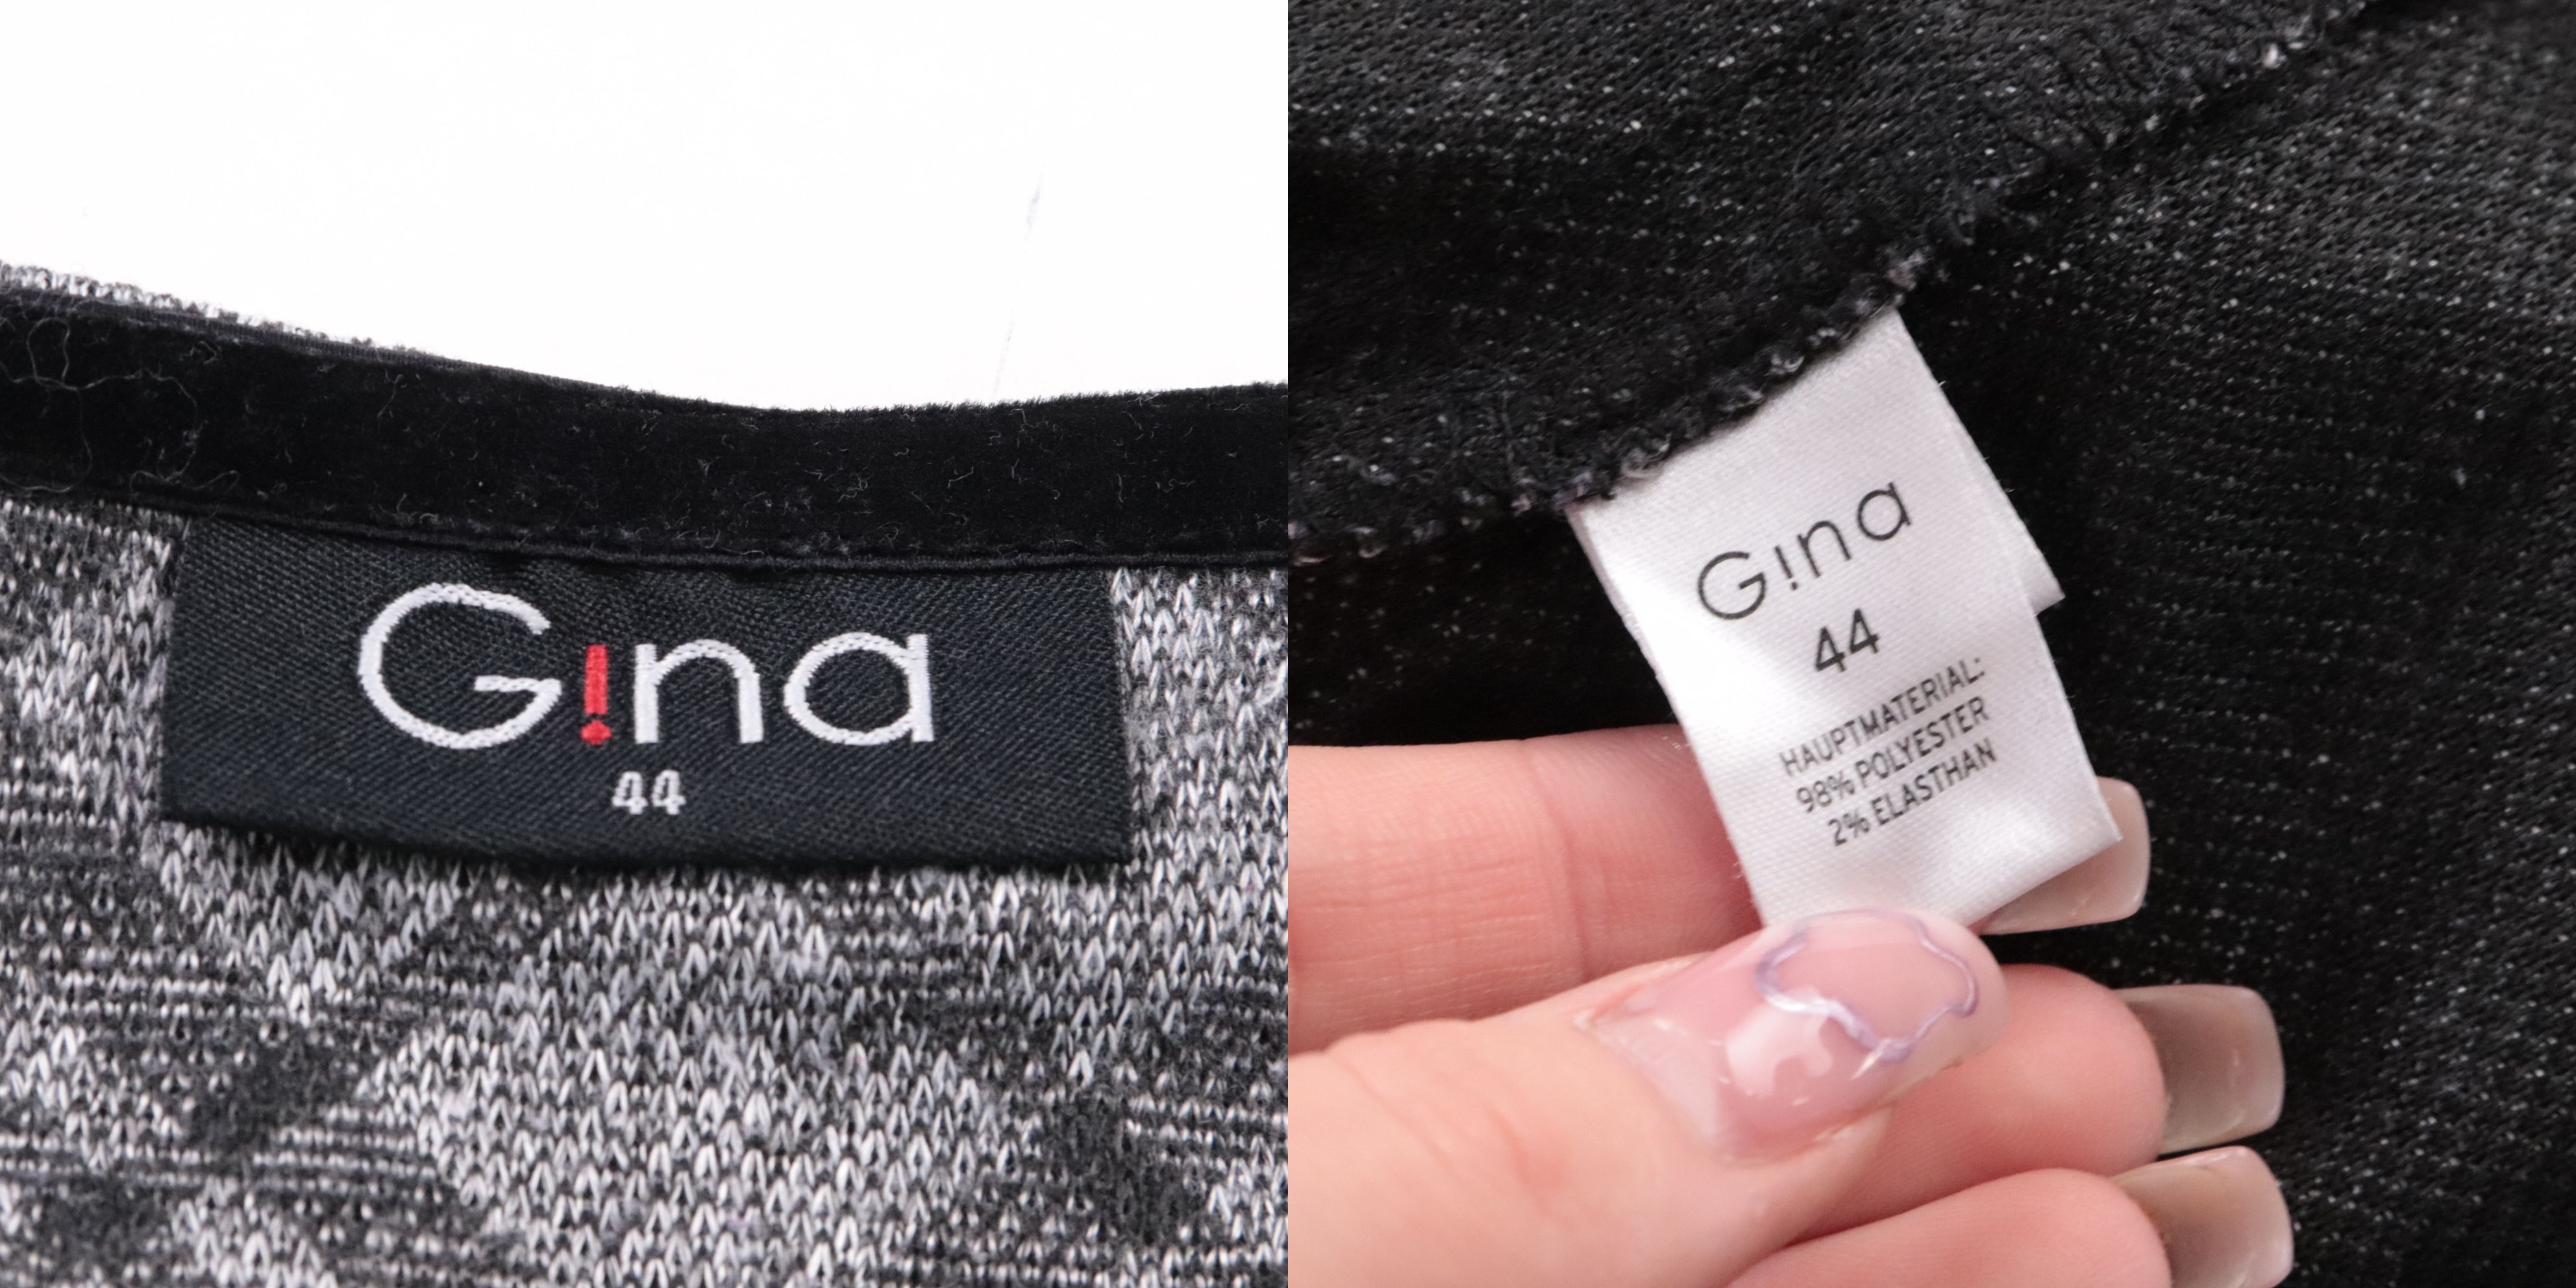 G!na
44
G!na
44
HAUPTMATERIAL:
98% POLYESTER
2% ELASTHAN